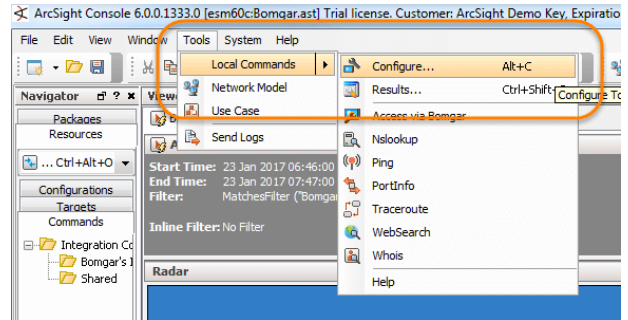 ArcSight Console 6.0.0.1333.0 [esm60c:Bomgar.ast] Trial license. Customer: ArcSight Demo Key, Expiratio
File Edit View Window Tools System Help
Local Commands
Configure... Alt+C
Navigator
Network Model
Results... Ctrl+Shift+
Configure To
Packages
Use Case
Access via Bomgar
Resources
Send Logs
Nslookup
... Ctrl+Alt+O
Start Time: 23 Jan 2017 06:46:00
Ping
End Time: 23 Jan 2017 07:47:00
PortInfo
Configurations
Filter: MatchesFilter ("Bomgar
Targets
Traceroute
Commands
Inline Filter: No Filter
WebSearch
Integration Co
Whois
Bomgar's I
Shared
Radar
Help